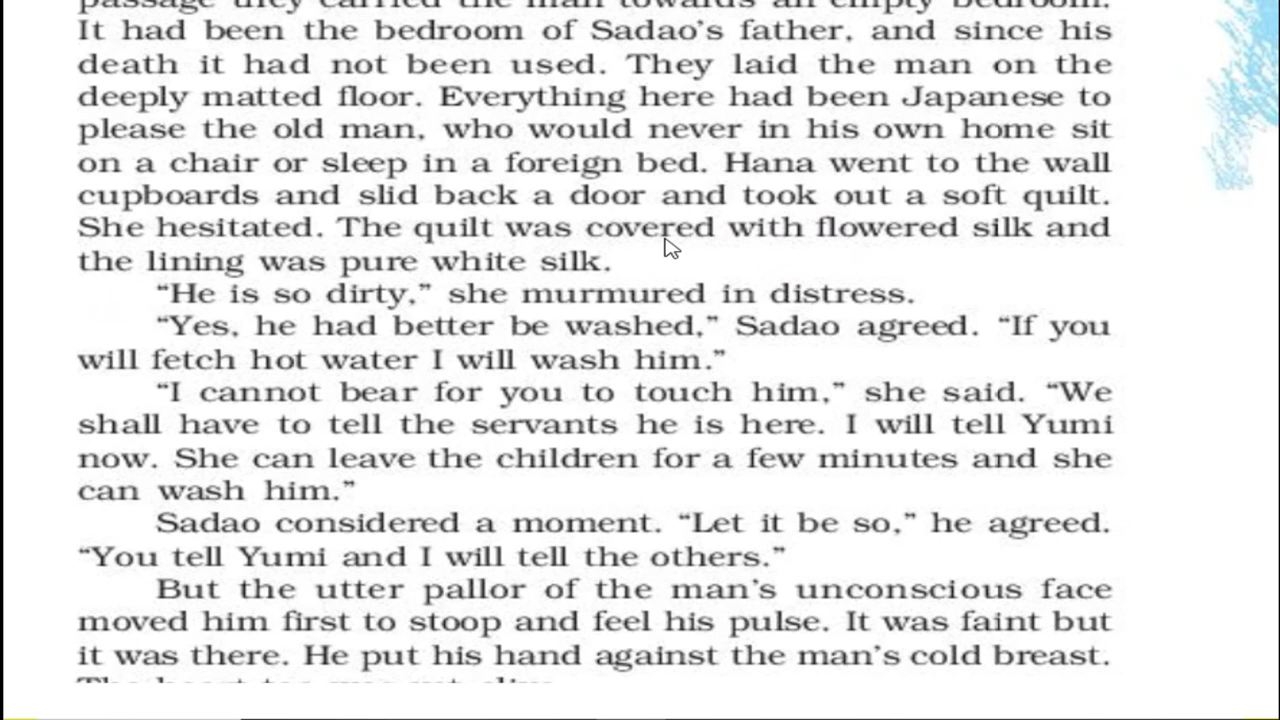 passage they carried the man towards an empty bedroom.
It had been the bedroom of Sadao's father, and since his
death it had not been used. They laid the man on the
deeply matted floor. Everything here had been Japanese to
please the old man, who would never in his own home sit
on a chair or sleep in a foreign bed. Hana went to the wall
cupboards and slid back a door and took out a soft quilt.
She hesitated. The quilt was covered with flowered silk and
the lining was pure white silk.
“He is so dirty,” she murmured in distress.
“Yes, he had better be washed,” Sadao agreed. “If you
will fetch hot water I will wash him.”
“I cannot bear for you to touch him,” she said. “We
shall have to tell the servants he is here. I will tell Yumi
now. She can leave the children for a few minutes and she
can wash him.”
Sadao considered a moment. “Let it be so,” he agreed.
“You tell Yumi and I will tell the others.”
But the utter pallor of the man's unconscious face
moved him first to stoop and feel his pulse. It was faint but
it was there. He put his hand against the man's cold breast.